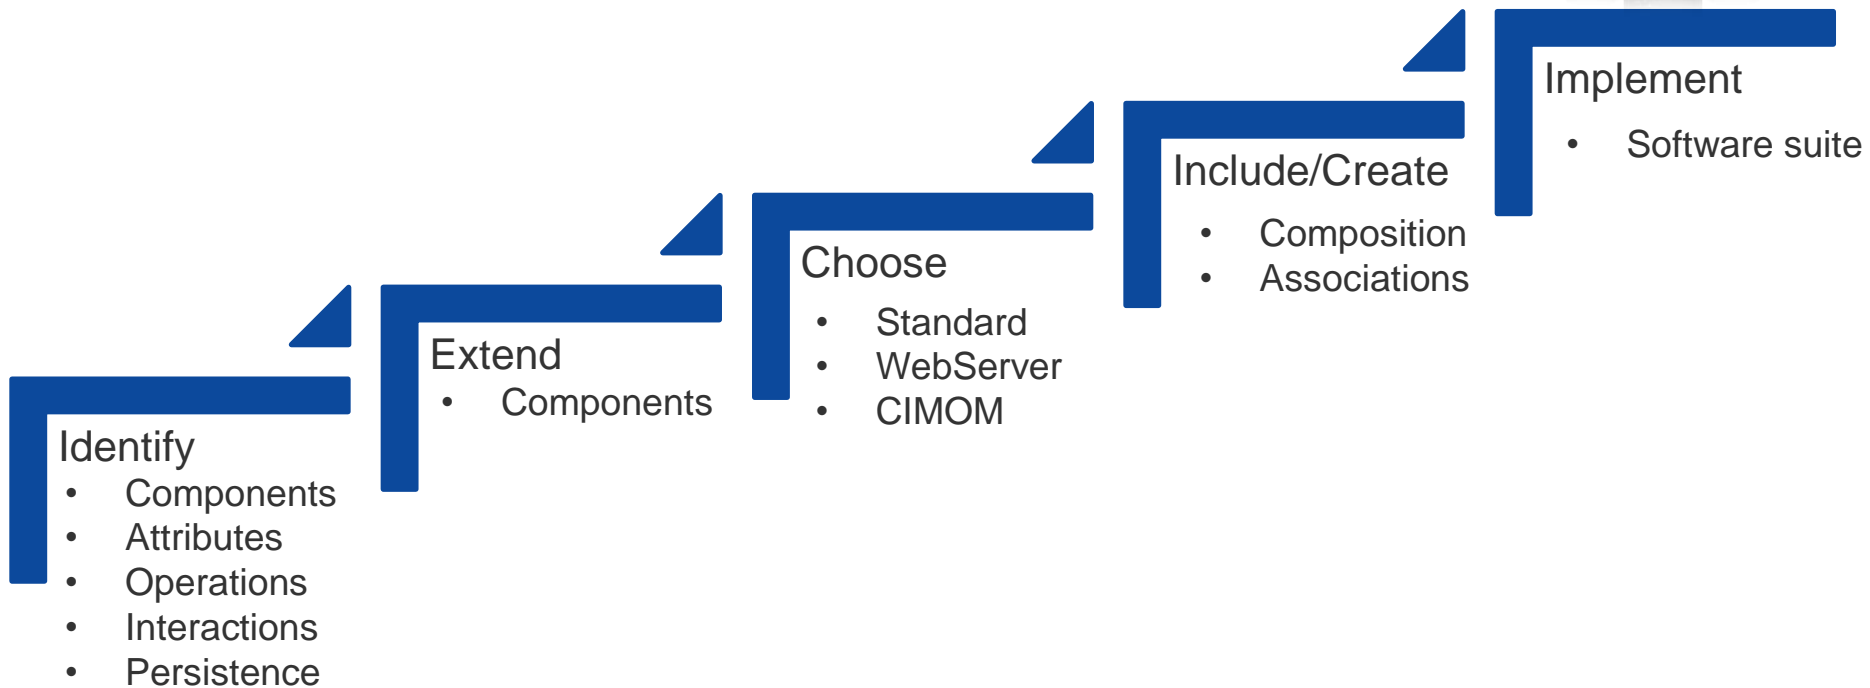 Identify
• Components
• Attributes
• Operations
• Interactions
• Persistence
Extend
• Components
Choose
• Standard
• WebServer
• CIMOM
Include/Create
• Composition
• Associations
Implement
• Software suite